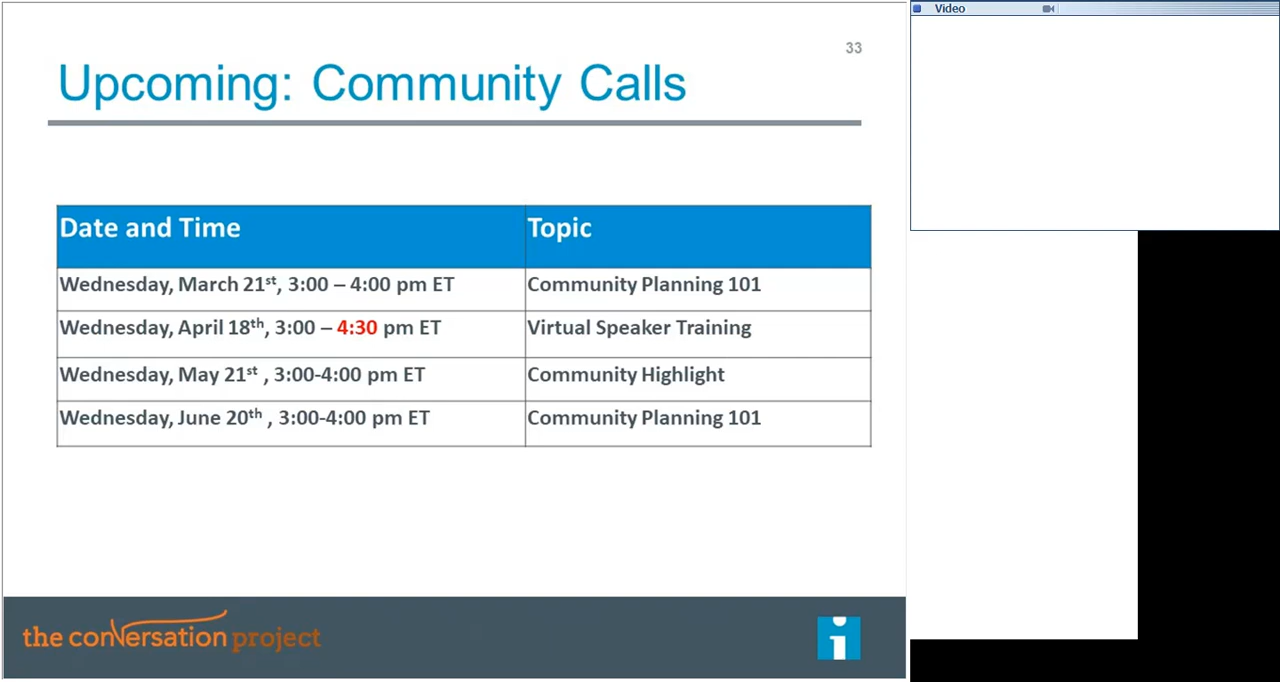 Video
33
Upcoming: Community Calls
Date and Time Topic
Wednesday, March 21st, 3:00 – 4:00 pm ET Community Planning 101
Wednesday, April 18th, 3:00 – 4:30 pm ET Virtual Speaker Training
Wednesday, May 21st , 3:00-4:00 pm ET Community Highlight
Wednesday, June 20th , 3:00-4:00 pm ET Community Planning 101
the conversation project
i